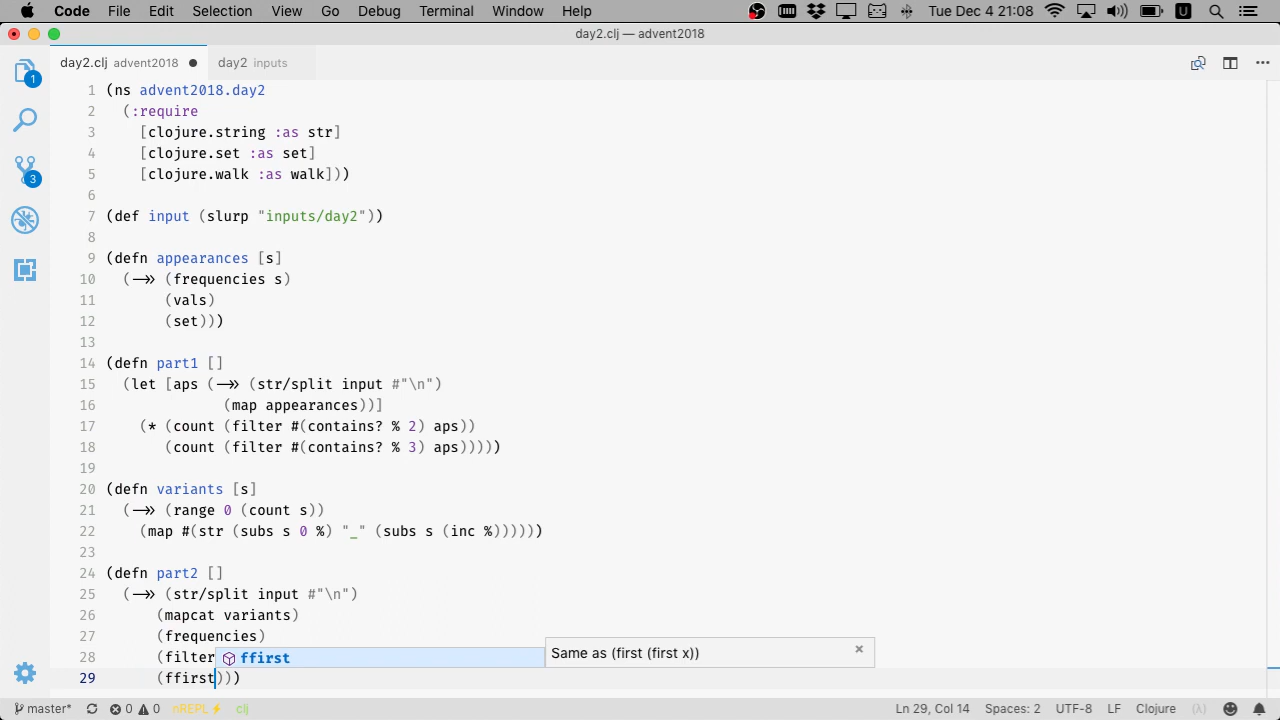 Code File Edit Selection View Go Debug Terminal Window Help Tue Dec 4 21:08 U
day2.clj — advent2018
day2.clj advent2018 ● day2 inputs
1 (ns advent2018.day2
2 (:require
3 [clojure.string :as str]
4 [clojure.set :as set]
5 [clojure.walk :as walk]))
6
7 (def input (slurp "inputs/day2"))
8
9 (defn appearances [s]
10 (->> (frequencies s)
11 (vals)
12 (set)))
13
14 (defn part1 []
15 (let [aps (->> (str/split input #"\n")
16 (map appearances))]
17 (* (count (filter #(contains? % 2) aps))
18 (count (filter #(contains? % 3) aps)))))
19
20 (defn variants [s]
21 (->> (range 0 (count s))
22 (map #(str (subs s 0 %) "_" (subs s (inc %))))))
23
24 (defn part2 []
25 (->> (str/split input #"\n")
26 (mapcat variants)
27 (frequencies)
28 (filter
ffirst
Same as (first (first x)) ×
29 (ffirst)))
1
3
master* 0 0 nREPL⚡ clj Ln 29, Col 14 Spaces: 2 UTF-8 LF Clojure (λ)